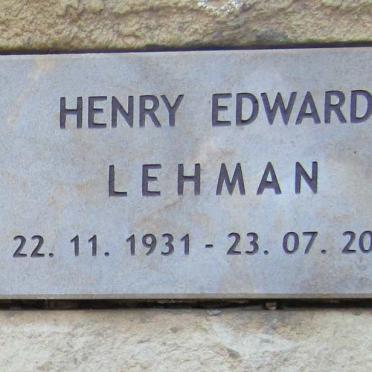 HENRY EDWARD
LEHMAN
22. 11. 1931 - 23. 07. 20